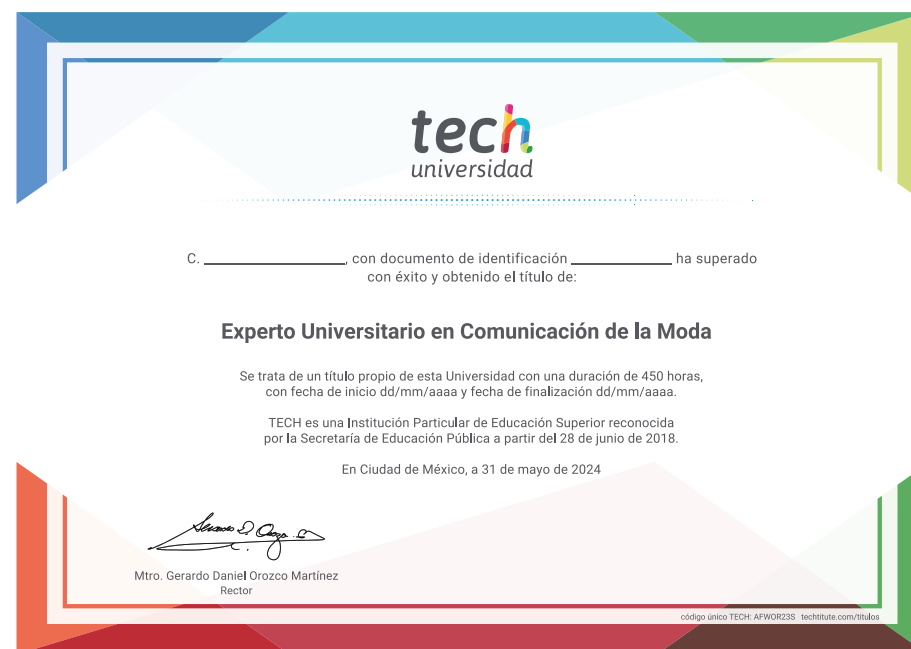 tech
universidad
C. ____________________, con documento de identificación ______________ ha superado
con éxito y obtenido el título de:
Experto Universitario en Comunicación de la Moda
Se trata de un título propio de esta Universidad con una duración de 450 horas,
con fecha de inicio dd/mm/aaaa y fecha de finalización dd/mm/aaaa.
TECH es una Institución Particular de Educación Superior reconocida
por la Secretaría de Educación Pública a partir del 28 de junio de 2018.
En Ciudad de México, a 31 de mayo de 2024
Mtro. Gerardo Daniel Orozco Martínez
Rector
código único TECH: AFWOR23S techtitute.com/titulos